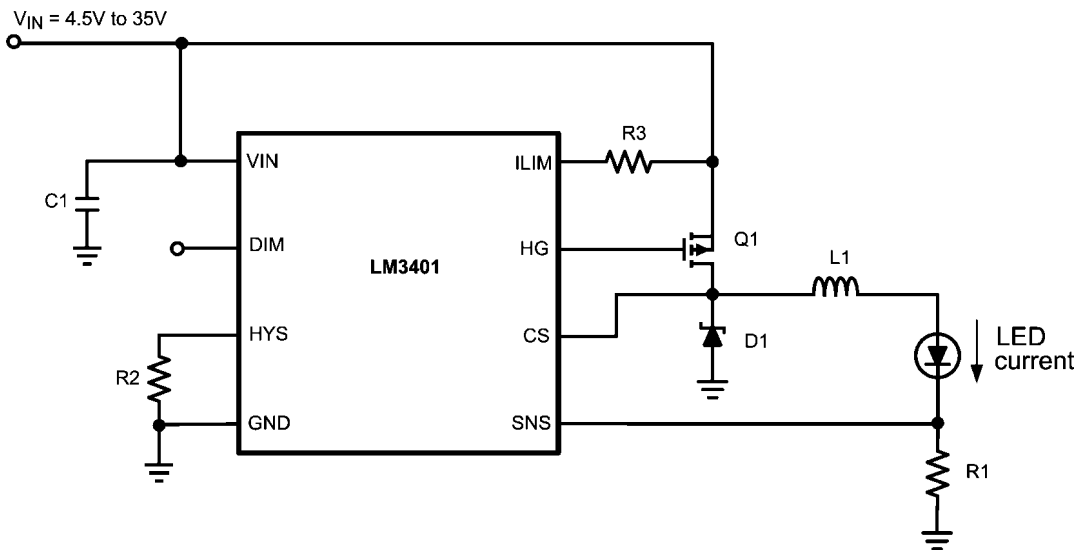 VIN = 4.5V to 35V
R3
VIN
ILIM
C1
Q1
DIM
HG
L1
LM3401
HYS
CS
D1
LED
current
R2
GND
SNS
R1